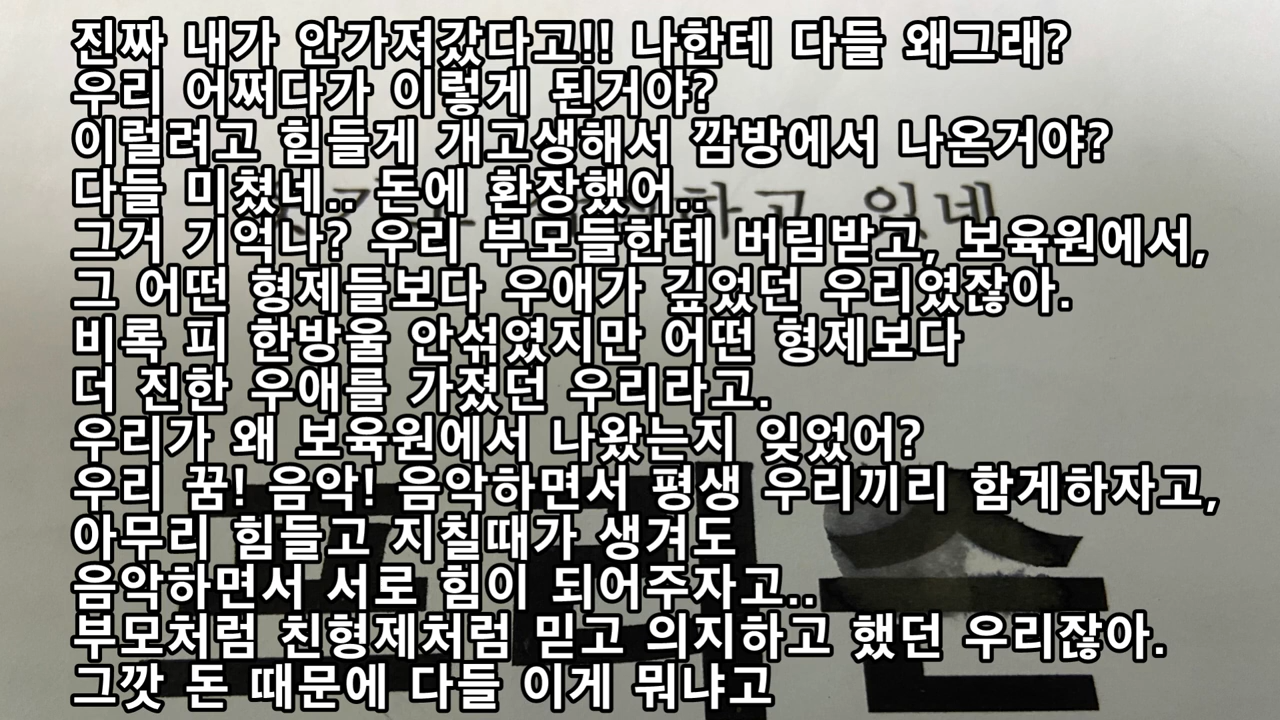 진짜 내가 안가져갔다고!! 나한테 다들 왜그래?
우리 어쩌다가 이렇게 된거야?
이럴려고 힘들게 개고생해서 깜방에서 나온거야?
다들 미쳤네.. 돈에 환장했어..
하고 있네
그거 기억나? 우리 부모들한테 버림받고, 보육원에서,
그 어떤 형제들보다 우애가 깊었던 우리였잖아.
비록 피 한방울 안섞였지만 어떤 형제보다
더 진한 우애를 가졌던 우리라고.
우리가 왜 보육원에서 나왔는지 잊었어?
우리 꿈! 음악! 음악하면서 평생 우리끼리 함게하자고,
아무리 힘들고 지칠때가 생겨도
음악하면서 서로 힘이 되어주자고..
부모처럼 친형제처럼 믿고 의지하고 했던 우리잖아.
그깟 돈 때문에 다들 이게 뭐냐고